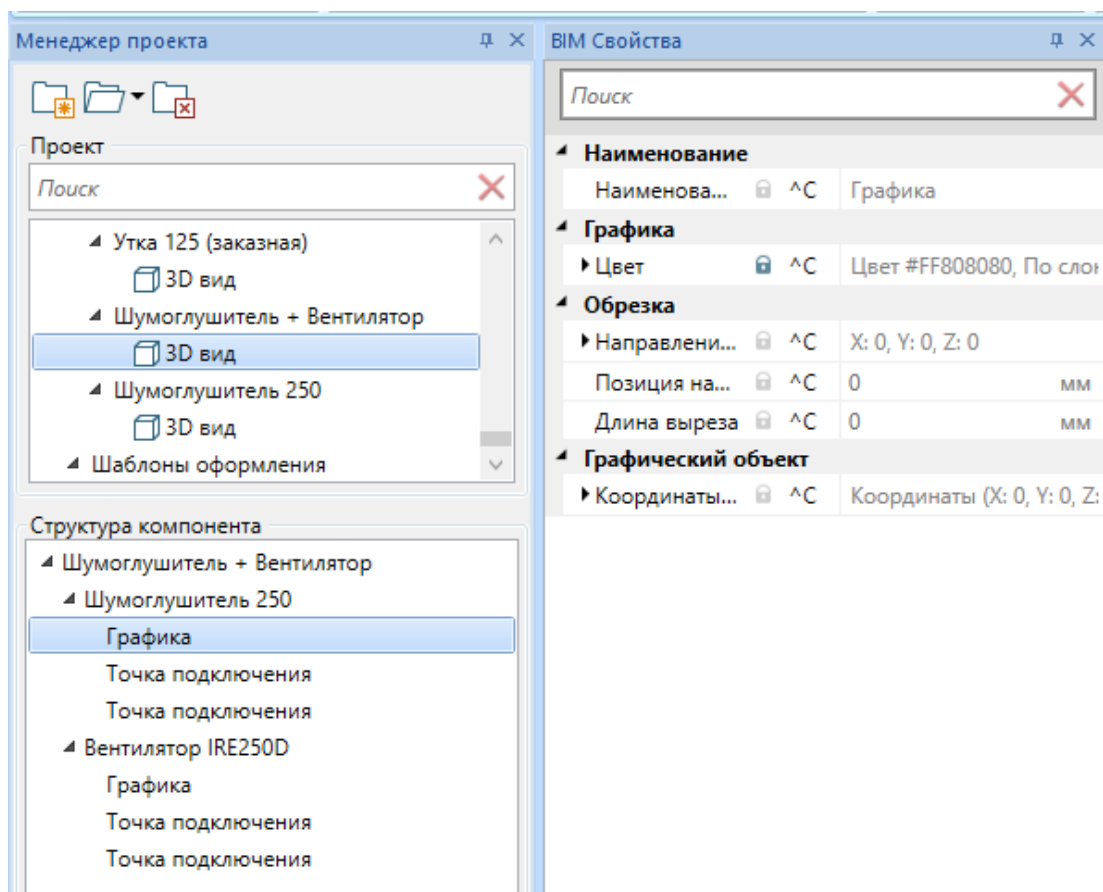 Менеджер проекта
Проект
Поиск
Утка 125 (заказная)
3D вид
Шумоглушитель + Вентилятор
3D вид
Шумоглушитель 250
3D вид
Шаблоны оформления
Структура компонента
Шумоглушитель + Вентилятор
Шумоглушитель 250
Графика
Точка подключения
Точка подключения
Вентилятор IRE250D
Графика
Точка подключения
Точка подключения
BIM Свойства
Поиск
Наименование
Наименова... ^C Графика
Графика
Цвет ^C Цвет #FF808080, По
Обрезка
Направлени... ^C X: 0, Y: 0, Z: 0
Позиция на... ^C 0 мм
Длина выреза ^C 0 мм
Графический объект
Координаты... ^C Координаты (X: 0, Y: 0, Z: